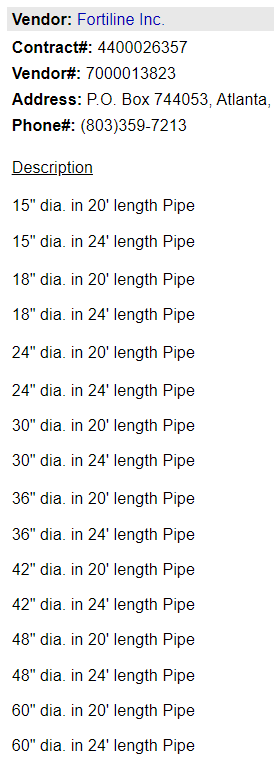 Vendor: Fortiline Inc.
Contract#: 4400026357
Vendor#: 7000013823
Address: P.O. Box 744053, Atlanta,
Phone#: (803)359-7213
Description
15" dia. in 20' length Pipe
15" dia. in 24' length Pipe
18" dia. in 20' length Pipe
18" dia. in 24' length Pipe
24" dia. in 20' length Pipe
24" dia. in 24' length Pipe
30" dia. in 20' length Pipe
30" dia. in 24' length Pipe
36" dia. in 20' length Pipe
36" dia. in 24' length Pipe
42" dia. in 20' length Pipe
42" dia. in 24' length Pipe
48" dia. in 20' length Pipe
48" dia. in 24' length Pipe
60" dia. in 20' length Pipe
60" dia. in 24' length Pipe